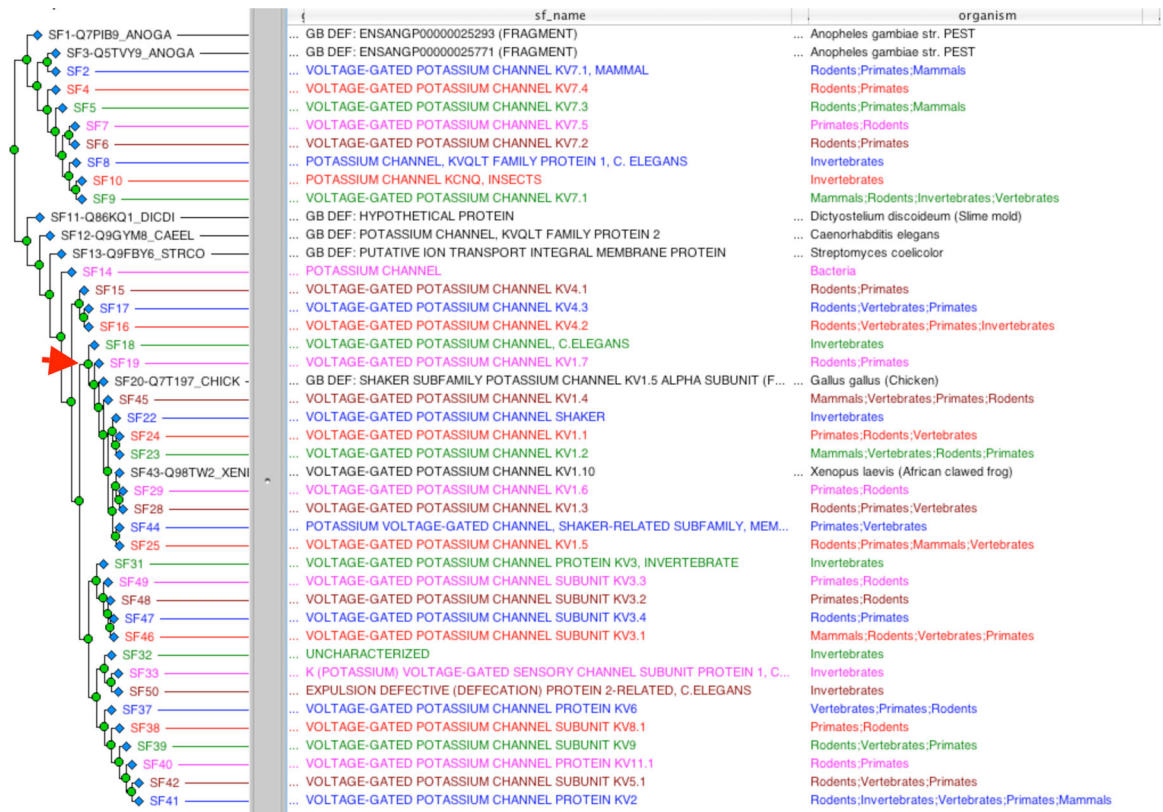 sf_name organism
SF1-Q7PIB9_ANOGA ... GB DEF: ENSANGP00000025293 (FRAGMENT) ... Anopheles gambiae str. PEST
SF3-Q5TVY9_ANOGA ... GB DEF: ENSANGP00000025771 (FRAGMENT) ... Anopheles gambiae str. PEST
SF2 ... VOLTAGE-GATED POTASSIUM CHANNEL KV7.1, MAMMAL Rodents;Primates;Mammals
SF4 ... VOLTAGE-GATED POTASSIUM CHANNEL KV7.4 Rodents;Primates
SF5 ... VOLTAGE-GATED POTASSIUM CHANNEL KV7.3 Rodents;Primates;Mammals
SF7 ... VOLTAGE-GATED POTASSIUM CHANNEL KV7.5 Primates;Rodents
SF6 ... VOLTAGE-GATED POTASSIUM CHANNEL KV7.2 Rodents;Primates
SF8 ... POTASSIUM CHANNEL, KVQLT FAMILY PROTEIN 1, C. ELEGANS Invertebrates
SF10 ... POTASSIUM CHANNEL KCNQ, INSECTS Invertebrates
SF9 ... VOLTAGE-GATED POTASSIUM CHANNEL KV7.1 Mammals;Rodents;Invertebrates;Vertebrates
SF11-Q86KQ1_DICDI ... GB DEF: HYPOTHETICAL PROTEIN ... Dictyostelium discoideum (Slime mold)
SF12-Q9GYM8_CAEEL ... GB DEF: POTASSIUM CHANNEL, KVQLT FAMILY PROTEIN 2 ... Caenorhabditis elegans
SF13-Q9FBY6_STRCO ... GB DEF: PUTATIVE ION TRANSPORT INTEGRAL MEMBRANE PROTEIN ... Streptomyces coelicolor
SF14 ... POTASSIUM CHANNEL Bacteria
SF15 ... VOLTAGE-GATED POTASSIUM CHANNEL KV4.1 Rodents;Primates
SF17 ... VOLTAGE-GATED POTASSIUM CHANNEL KV4.3 Rodents;Vertebrates;Primates
SF16 ... VOLTAGE-GATED POTASSIUM CHANNEL KV4.2 Rodents;Vertebrates;Primates;Invertebrates
SF18 ... VOLTAGE-GATED POTASSIUM CHANNEL, C.ELEGANS Invertebrates
SF19 ... VOLTAGE-GATED POTASSIUM CHANNEL KV1.7 Rodents;Primates
SF20-Q7T197_CHICK ... GB DEF: SHAKER SUBFAMILY POTASSIUM CHANNEL KV1.5 ALPHA SUBUNIT (F... ... Gallus gallus (Chicken)
SF45 ... VOLTAGE-GATED POTASSIUM CHANNEL KV1.4 Mammals;Vertebrates;Primates;Rodents
SF22 ... VOLTAGE-GATED POTASSIUM CHANNEL SHAKER Invertebrates
SF24 ... VOLTAGE-GATED POTASSIUM CHANNEL KV1.1 Primates;Rodents;Vertebrates
SF23 ... VOLTAGE-GATED POTASSIUM CHANNEL KV1.2 Mammals;Vertebrates;Rodents;Primates
SF43-Q98TW2_XENL ... VOLTAGE-GATED POTASSIUM CHANNEL KV1.10 ... Xenopus laevis (African clawed frog)
SF29 ... VOLTAGE-GATED POTASSIUM CHANNEL KV1.6 Primates;Rodents
SF28 ... VOLTAGE-GATED POTASSIUM CHANNEL KV1.3 Rodents;Primates;Vertebrates
SF44 ... POTASSIUM VOLTAGE-GATED CHANNEL, SHAKER-RELATED SUBFAMILY, MEM... Primates;Vertebrates
SF25 ... VOLTAGE-GATED POTASSIUM CHANNEL KV1.5 Rodents;Primates;Mammals;Vertebrates
SF31 ... VOLTAGE-GATED POTASSIUM CHANNEL PROTEIN KV3, INVERTEBRATE Invertebrates
SF49 ... VOLTAGE-GATED POTASSIUM CHANNEL SUBUNIT KV3.3 Primates;Rodents
SF48 ... VOLTAGE-GATED POTASSIUM CHANNEL SUBUNIT KV3.2 Primates;Rodents
SF47 ... VOLTAGE-GATED POTASSIUM CHANNEL SUBUNIT KV3.4 Rodents;Primates
SF46 ... VOLTAGE-GATED POTASSIUM CHANNEL SUBUNIT KV3.1 Mammals;Rodents;Vertebrates;Primates
SF32 ... UNCHARACTERIZED Invertebrates
SF33 ... K (POTASSIUM) VOLTAGE-GATED SENSORY CHANNEL SUBUNIT PROTEIN 1, C... Invertebrates
SF50 ... EXPULSION DEFECTIVE (DEFECATION) PROTEIN 2-RELATED, C.ELEGANS Invertebrates
SF37 ... VOLTAGE-GATED POTASSIUM CHANNEL PROTEIN KV6 Vertebrates;Primates;Rodents
SF38 ... VOLTAGE-GATED POTASSIUM CHANNEL SUBUNIT KV8.1 Primates;Rodents
SF39 ... VOLTAGE-GATED POTASSIUM CHANNEL SUBUNIT KV9 Rodents;Vertebrates;Primates
SF40 ... VOLTAGE-GATED POTASSIUM CHANNEL PROTEIN KV11.1 Rodents;Primates
SF42 ... VOLTAGE-GATED POTASSIUM CHANNEL SUBUNIT KV5.1 Rodents;Vertebrates;Primates
SF41 ... VOLTAGE-GATED POTASSIUM CHANNEL PROTEIN KV2 Rodents;Invertebrates;Vertebrates;Primates;Mammals